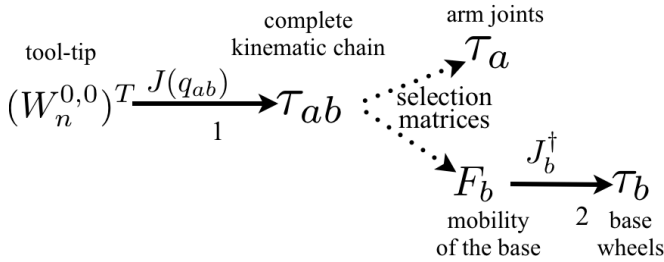 tool-tip
(W_n^{0,0})^T
J(q_{ab})
1
complete
kinematic chain
τ_{ab}
selection
matrices
arm joints
τ_a
F_b
mobility
of the base
J_b^†
2
τ_b
base
wheels